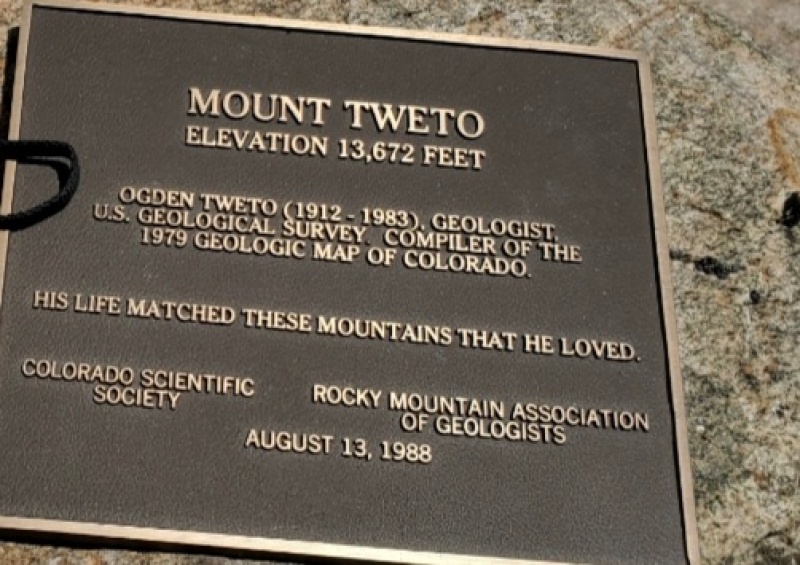 MOUNT TWETO
ELEVATION 13,672 FEET
OGDEN TWETO (1912 - 1983), GEOLOGIST,
U.S. GEOLOGICAL SURVEY. COMPILER OF THE
1979 GEOLOGIC MAP OF COLORADO.
HIS LIFE MATCHED THESE MOUNTAINS THAT HE LOVED.
COLORADO SCIENTIFIC
SOCIETY
ROCKY MOUNTAIN ASSOCIATION
OF GEOLOGISTS
AUGUST 13, 1988